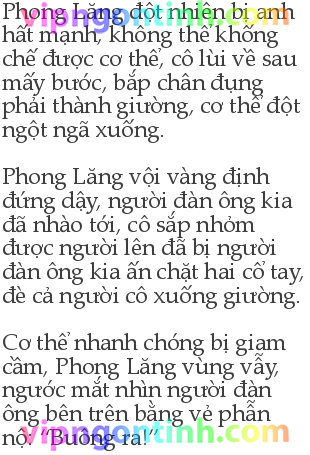 Phong Lăng đột nhiên bị anh
hất mạnh, không thể khống
chế được cơ thể, cô lùi về sau
mấy bước, bắp chân đụng
phải thành giường, cơ thể đột
ngột ngã xuống.
Phong Lăng vội vàng định
đứng dậy, người đàn ông kia
đã nhào tới, cô sắp nhỏm
được người lên đã bị người
đàn ông kia ấn chặt hai cổ tay,
đè cả người cô xuống giường.
Cơ thể nhanh chóng bị giam
cầm, Phong Lăng vùng vẫy,
ngước mắt nhìn người đàn
ông bên trên bằng vẻ phẫn
nộ: “Buông ra!”
vipngontinh.com
vipngontinh.com